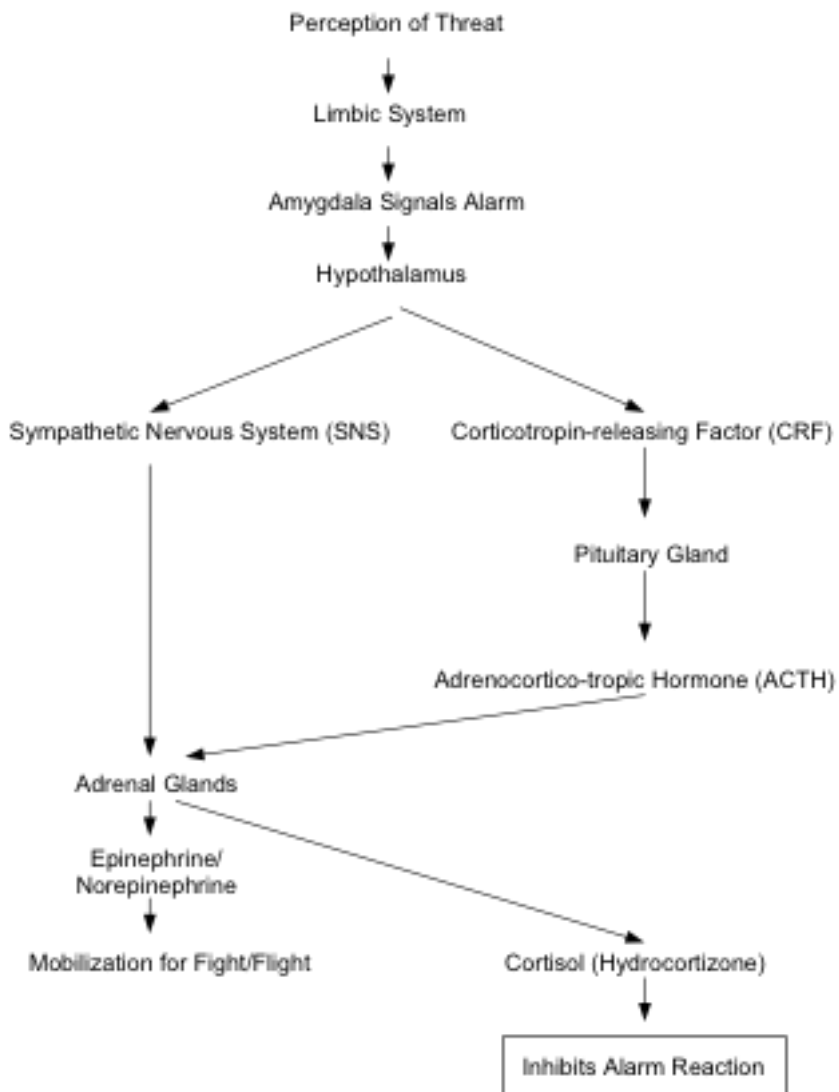 Perception of Threat
Limbic System
Amygdala Signals Alarm
Hypothalamus
Sympathetic Nervous System (SNS)
Corticotropin-releasing Factor (CRF)
Pituitary Gland
Adrenocortico-tropic Hormone (ACTH)
Adrenal Glands
Epinephrine/
Norepinephrine
Mobilization for Fight/Flight
Cortisol (Hydrocortizone)
Inhibits Alarm Reaction